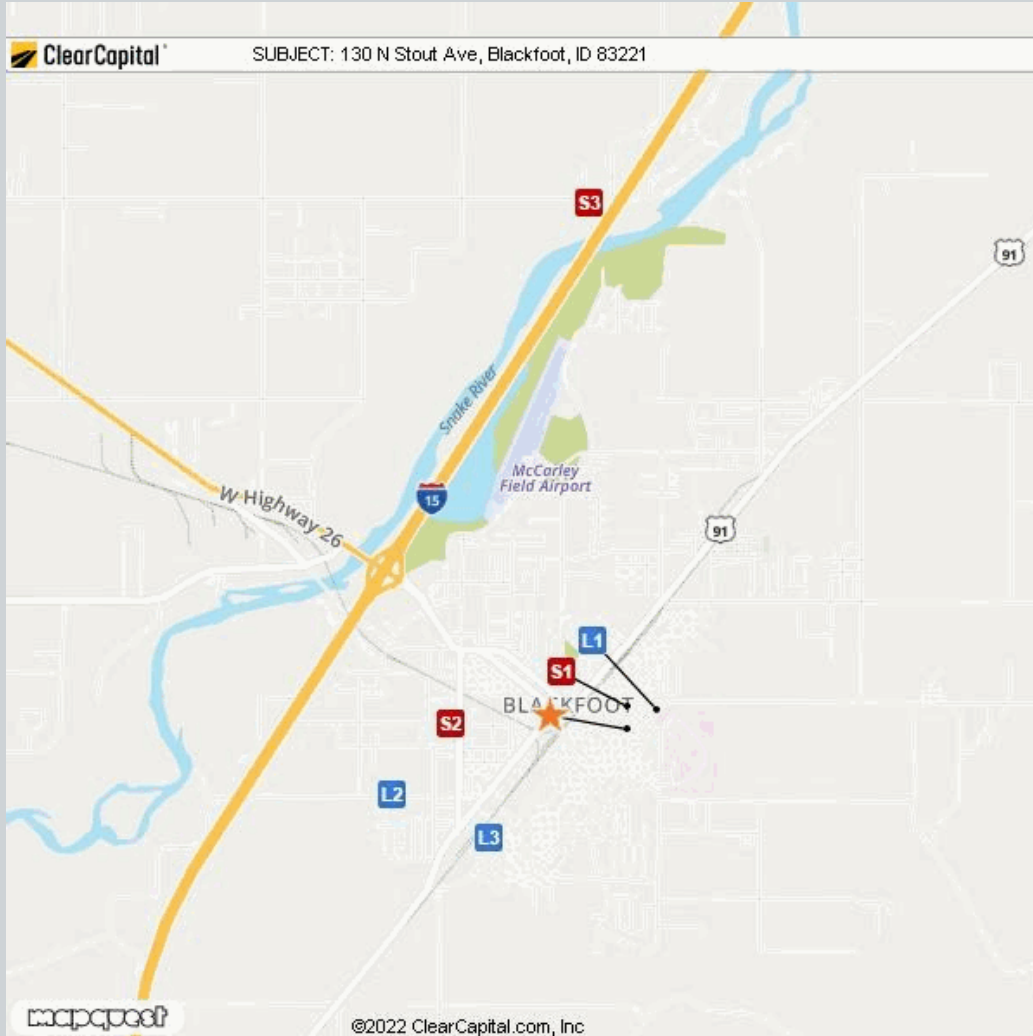 ClearCapital
SUBJECT: 130 N Stout Ave, Blackfoot, ID 83221
S3
91
Snake River
McCarley
Field Airport
15
W Highway 26
91
L1
S1
BLACKFOOT
S2
L2
L3
mapquest
©2022 ClearCapital.com, Inc